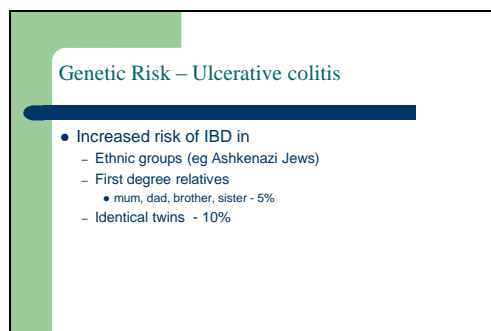 Genetic Risk – Ulcerative colitis
● Increased risk of IBD in
– Ethnic groups (eg Ashkenazi Jews)
– First degree relatives
● mum, dad, brother, sister - 5%
– Identical twins - 10%